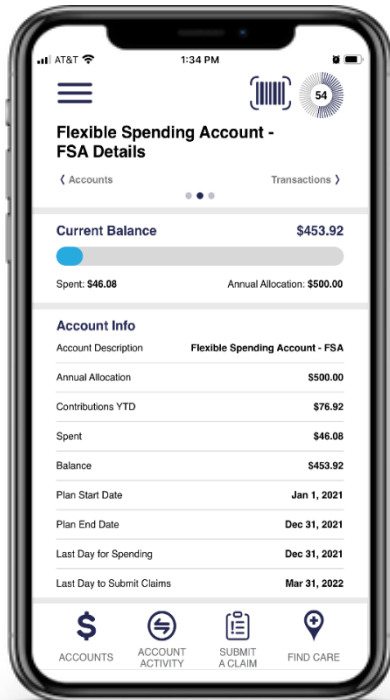 AT&T 1:34 PM
54
Flexible Spending Account -
FSA Details
Accounts Transactions
Current Balance $453.92
Spent: $46.08 Annual Allocation: $500.00
Account Info
Account Description Flexible Spending Account - FSA
Annual Allocation $500.00
Contributions YTD $76.92
Spent $46.08
Balance $453.92
Plan Start Date Jan 1, 2021
Plan End Date Dec 31, 2021
Last Day for Spending Dec 31, 2021
Last Day to Submit Claims Mar 31, 2022
ACCOUNTS
ACCOUNT
ACTIVITY
SUBMIT
A CLAIM
FIND CARE